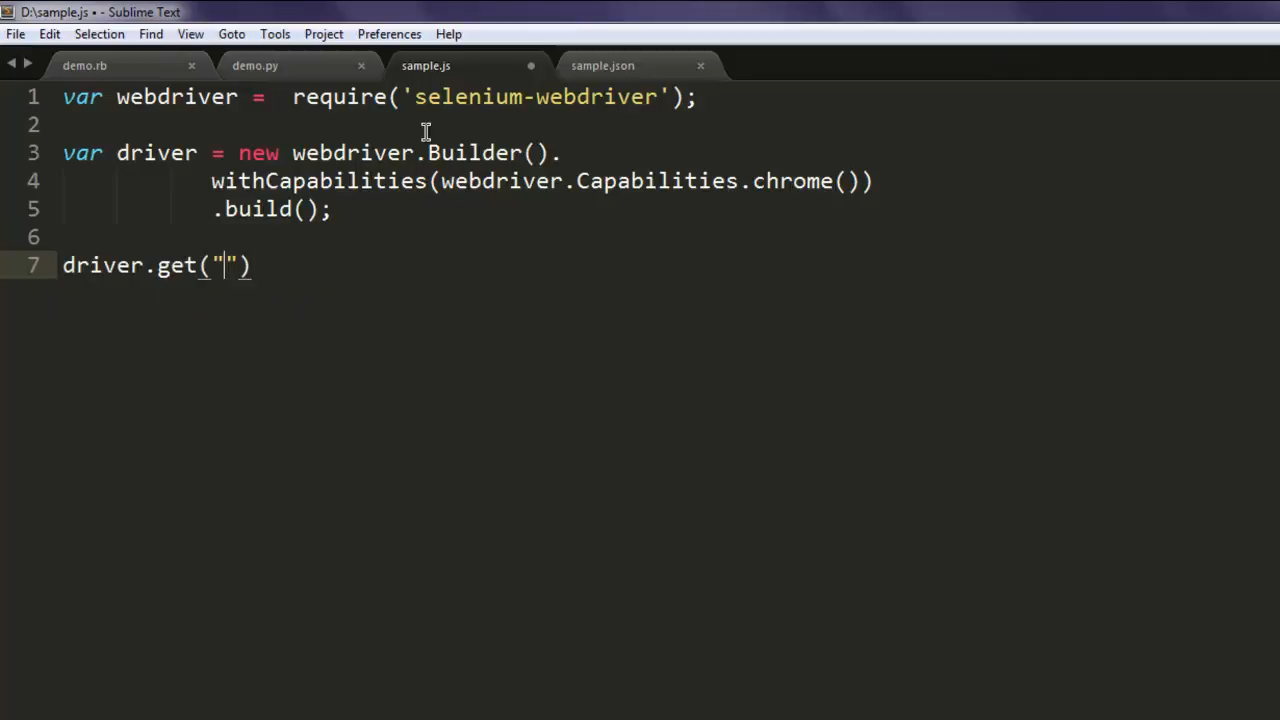 D:\sample.js • - Sublime Text
File Edit Selection Find View Goto Tools Project Preferences Help
demo.rb × demo.py × sample.js sample.json ×
1 var webdriver =  require('selenium-webdriver');
2
3 var driver = new webdriver.Builder().
4 withCapabilities(webdriver.Capabilities.chrome())
5 .build();
6
7 driver.get("")